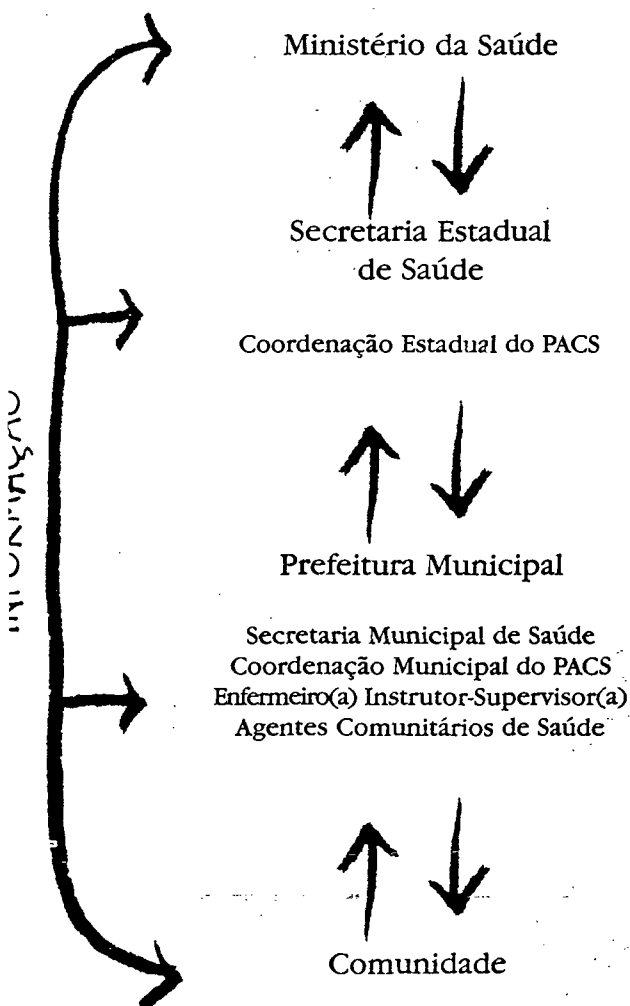 Ministério da Saúde
Secretaria Estadual
de Saúde
Coordenação Estadual do PACS
Prefeitura Municipal
Secretaria Municipal de Saúde
Coordenação Municipal do PACS
Enfermeiro(a) Instrutor-Supervisor(a)
Agentes Comunitários de Saúde
Comunidade